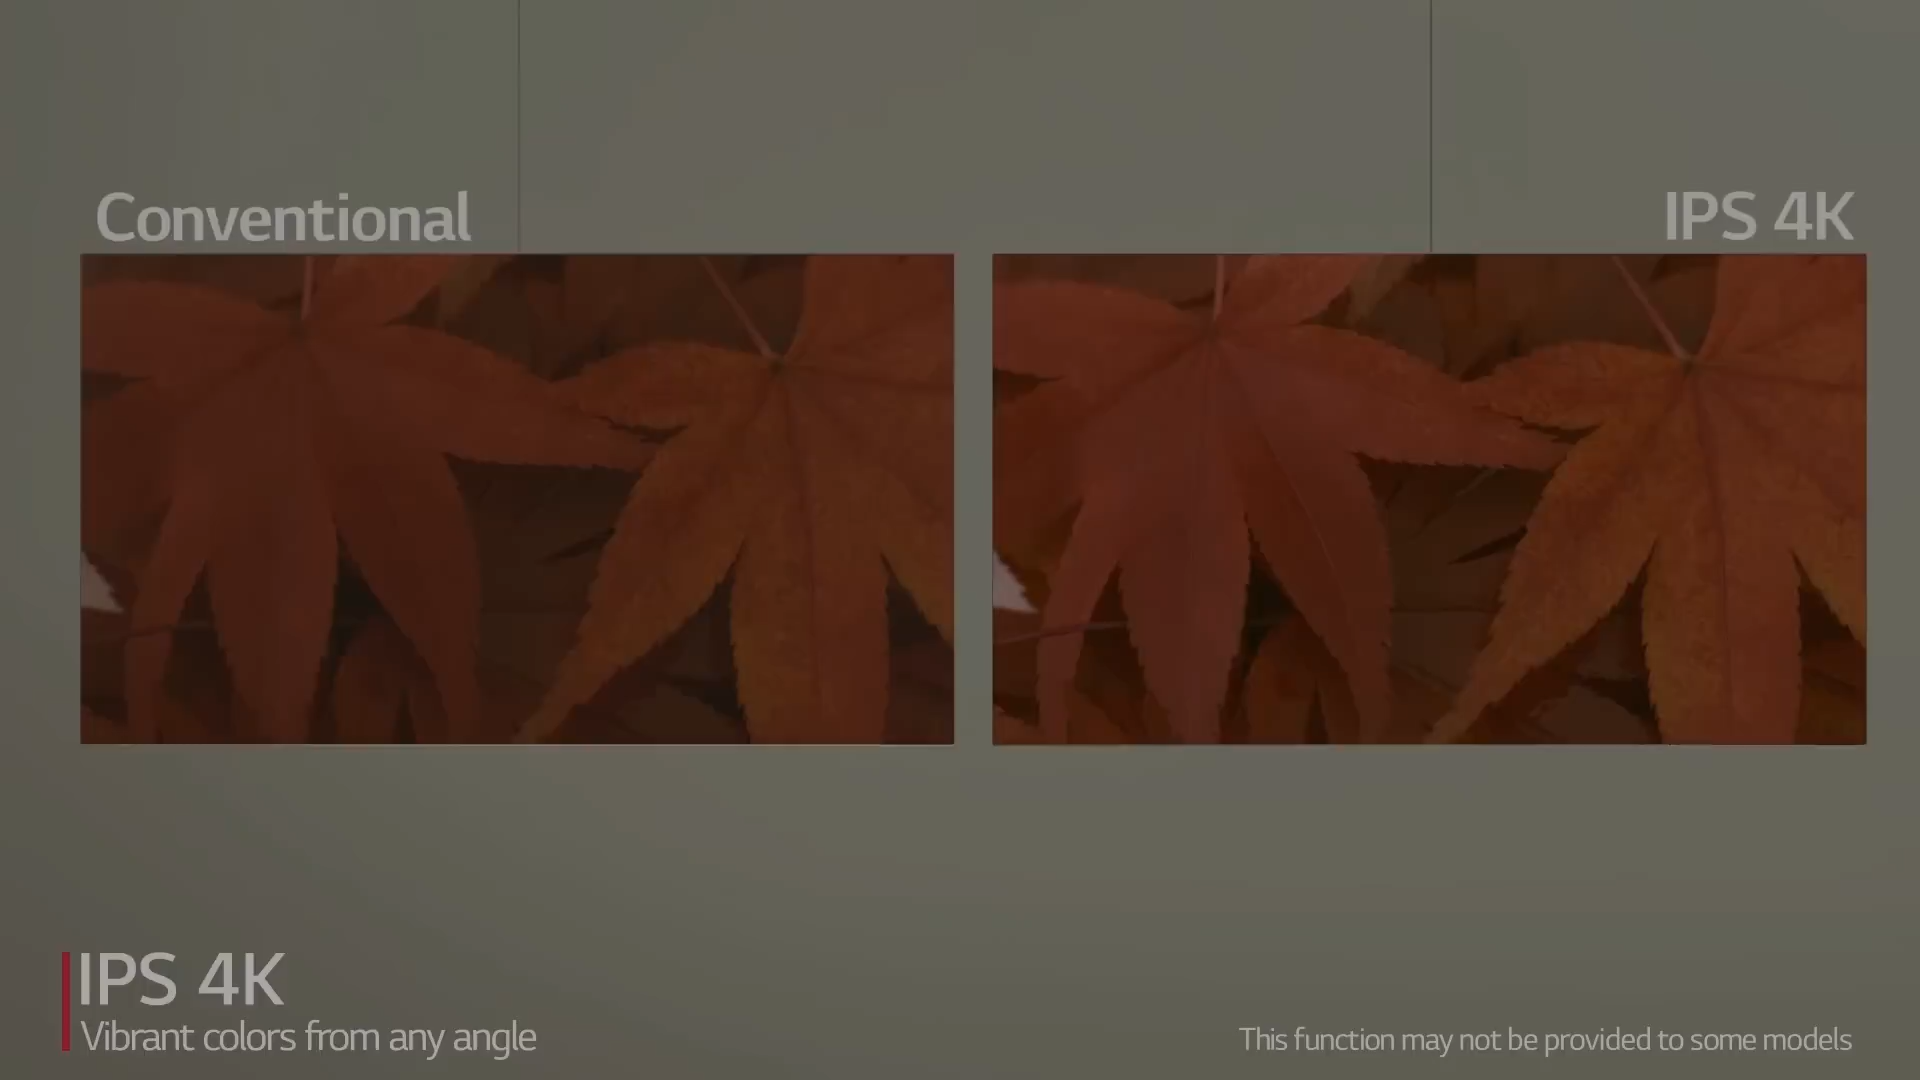 Conventional
IPS 4K
IPS 4K
Vibrant colors from any angle
This function may not be provided to some models